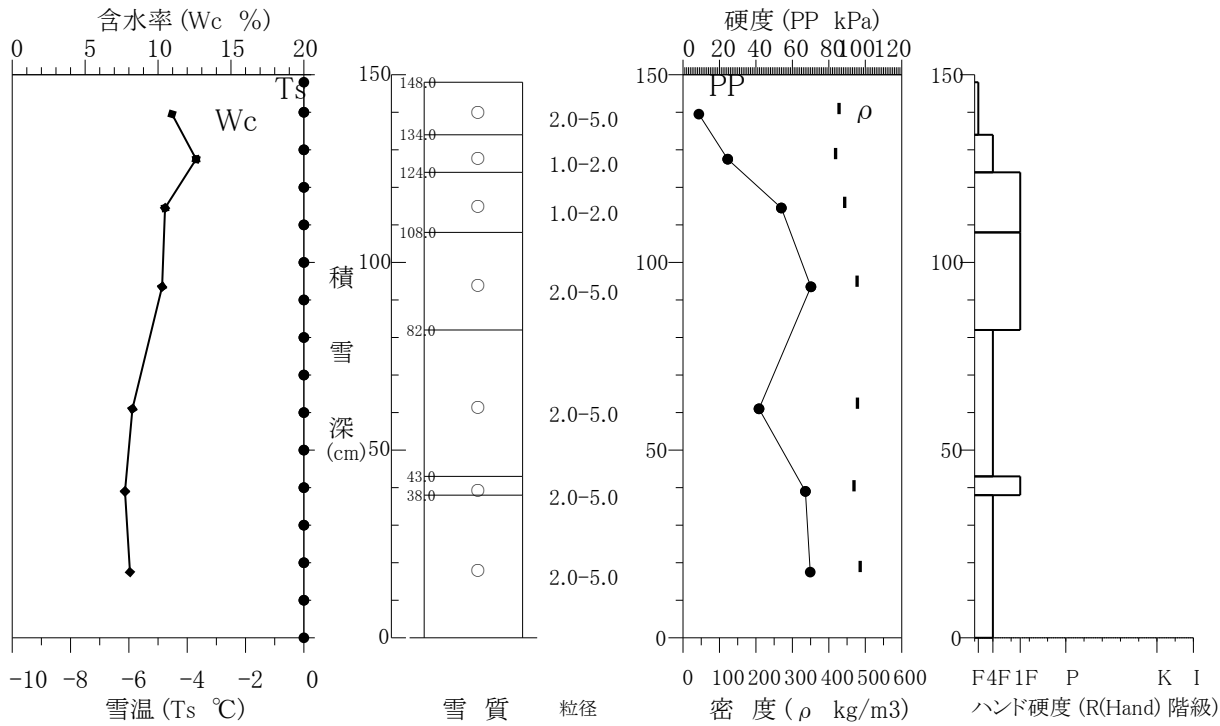 含水率 (Wc %)
0 5 10 15 20
Ts
Wc
積
雪
深
(cm)
-10 -8 -6 -4 -2 0
雪温 (Ts ℃)
150
100
50
0
148.0
134.0
124.0
108.0
82.0
43.0
38.0
雪 質
2.0-5.0
1.0-2.0
1.0-2.0
2.0-5.0
2.0-5.0
2.0-5.0
2.0-5.0
粒径
硬度 (PP kPa)
0 20 40 60 80 100 120
PP
ρ
150
100
50
0
0 100 200 300 400 500 600
密 度 (ρ kg/m3)
150
100
50
0
F 4F 1F P K I
ハンド硬度 (R(Hand) 階級)